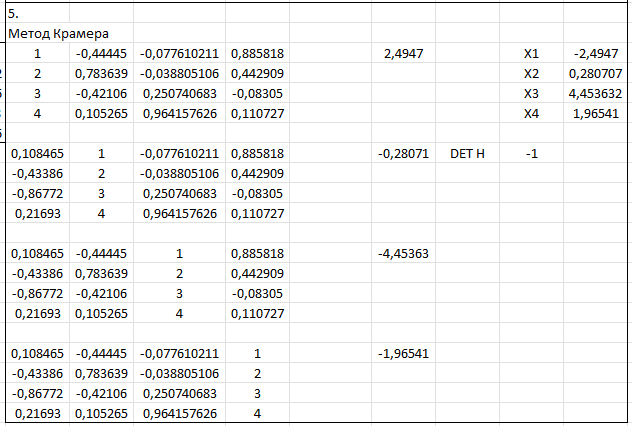 5.
Метод Крамера
1 -0,44445 -0,077610211 0,885818 2,4947 X1 -2,4947
2 0,783639 -0,038805106 0,442909 X2 0,280707
3 -0,42106 0,250740683 -0,08305 X3 4,453632
4 0,105265 0,964157626 0,110727 X4 1,96541
0,108465 1 -0,077610211 0,885818 -0,28071 DET H -1
-0,43386 2 -0,038805106 0,442909
-0,86772 3 0,250740683 -0,08305
0,21693 4 0,964157626 0,110727
0,108465 -0,44445 1 0,885818 -4,45363
-0,43386 0,783639 2 0,442909
-0,86772 -0,42106 3 -0,08305
0,21693 0,105265 4 0,110727
0,108465 -0,44445 -0,077610211 1 -1,96541
-0,43386 0,783639 -0,038805106 2
-0,86772 -0,42106 0,250740683 3
0,21693 0,105265 0,964157626 4